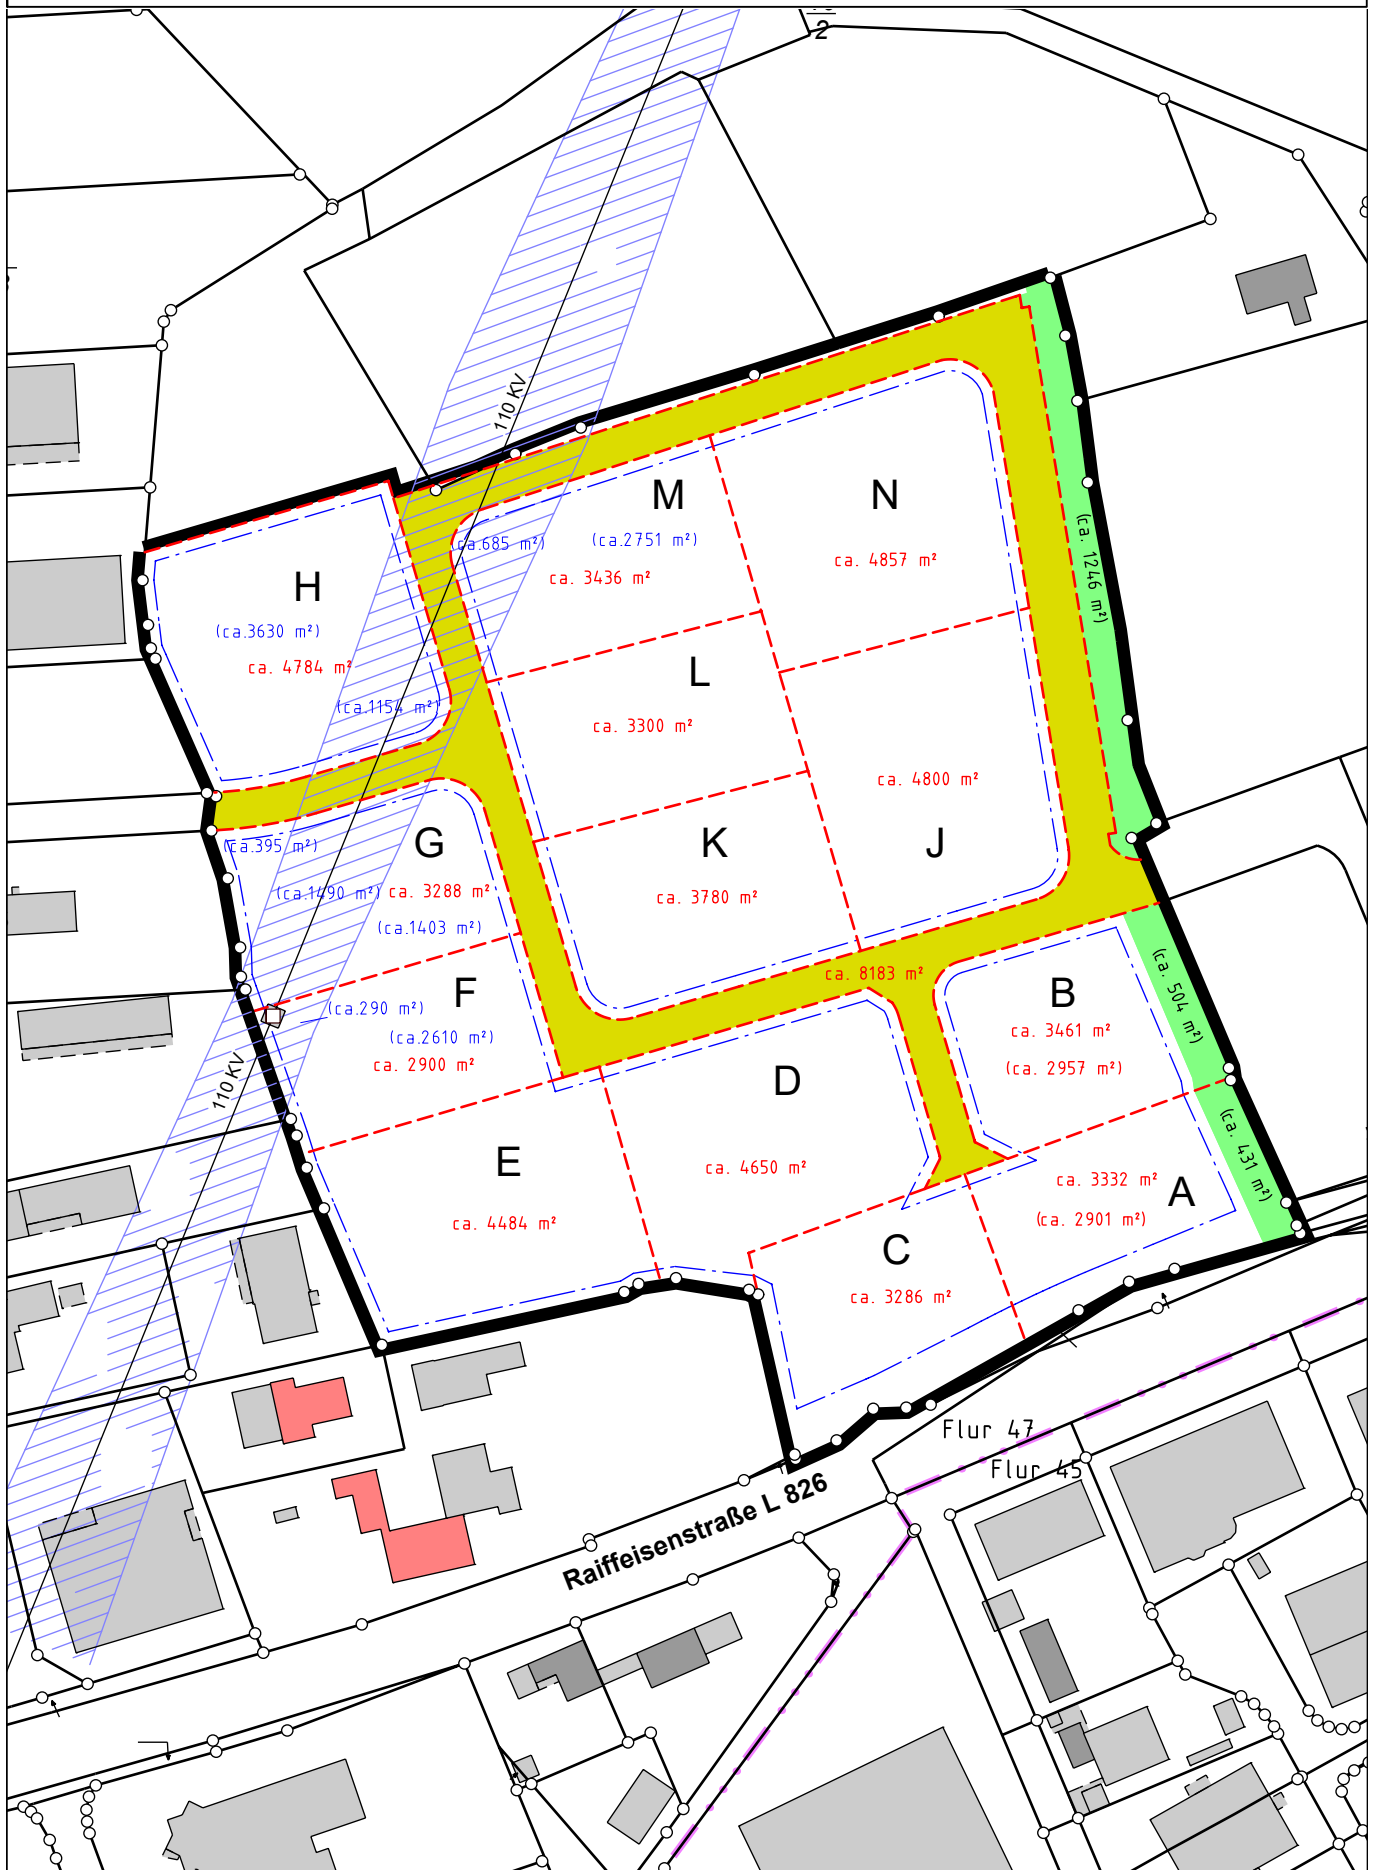 2
110 KV
M
N
(ca.685 m²)
(ca.2751 m²)
ca. 3436 m²
ca. 4857 m²
(ca. 1246 m²)
H
(ca.3630 m²)
ca. 4784 m²
(ca.1154 m²)
L
ca. 3300 m²
ca. 4800 m²
J
K
ca. 3780 m²
G
(ca.395 m²)
(ca.1490 m²)
ca. 3288 m²
(ca.1403 m²)
ca. 8183 m²
F
(ca.290 m²)
(ca.2610 m²)
ca. 2900 m²
110 KV
B
ca. 3461 m²
(ca. 2957 m²)
(ca. 504 m²)
D
ca. 4650 m²
E
ca. 4484 m²
ca. 3332 m²
A
(ca. 2901 m²)
(ca. 431 m²)
C
ca. 3286 m²
Flur 47
Flur 45
Raiffeisenstraße L 826